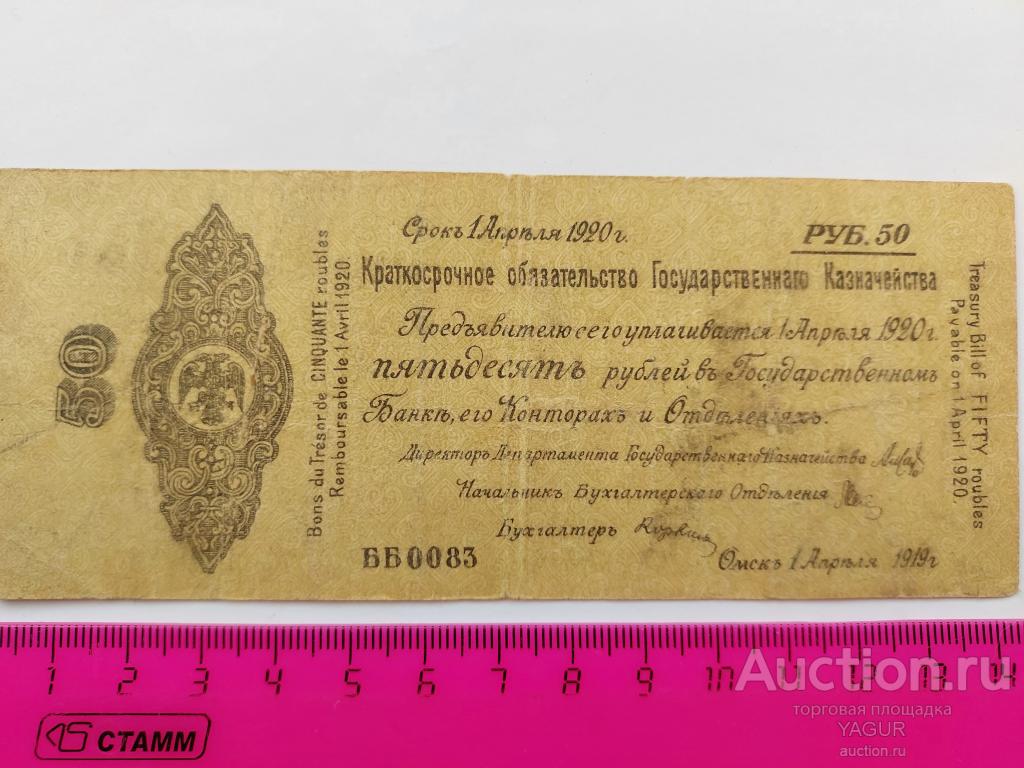 50
Bons du Trésor de CINQUANTE roubles
Remboursable le 1 Avril 1920.
Срокъ 1 Апрѣля 1920 г.
РУБ. 50
Краткосрочное обязательство Государственнаго Казначейства
Предъявителю сего уплачивается 1 Апрѣля 1920 г.
пятьдесятъ рублей въ Государственномъ
Банкѣ, его Конторахъ и Отдѣленіяхъ.
Директоръ Департамента Государственнаго Казначейства
Начальникъ Бухгалтерскаго Отдѣленія
Бухгалтеръ
ББ0083
Омскъ 1 Апрѣля 1919 г
Treasury Bill of FIFTY roubles
Payable on 1 April 1920.
1 2 3 4 5 6 7 8 9 10 11 12 13 14
СТАММ
Auction.ru
торговая площадка
YAGUR
auction.ru